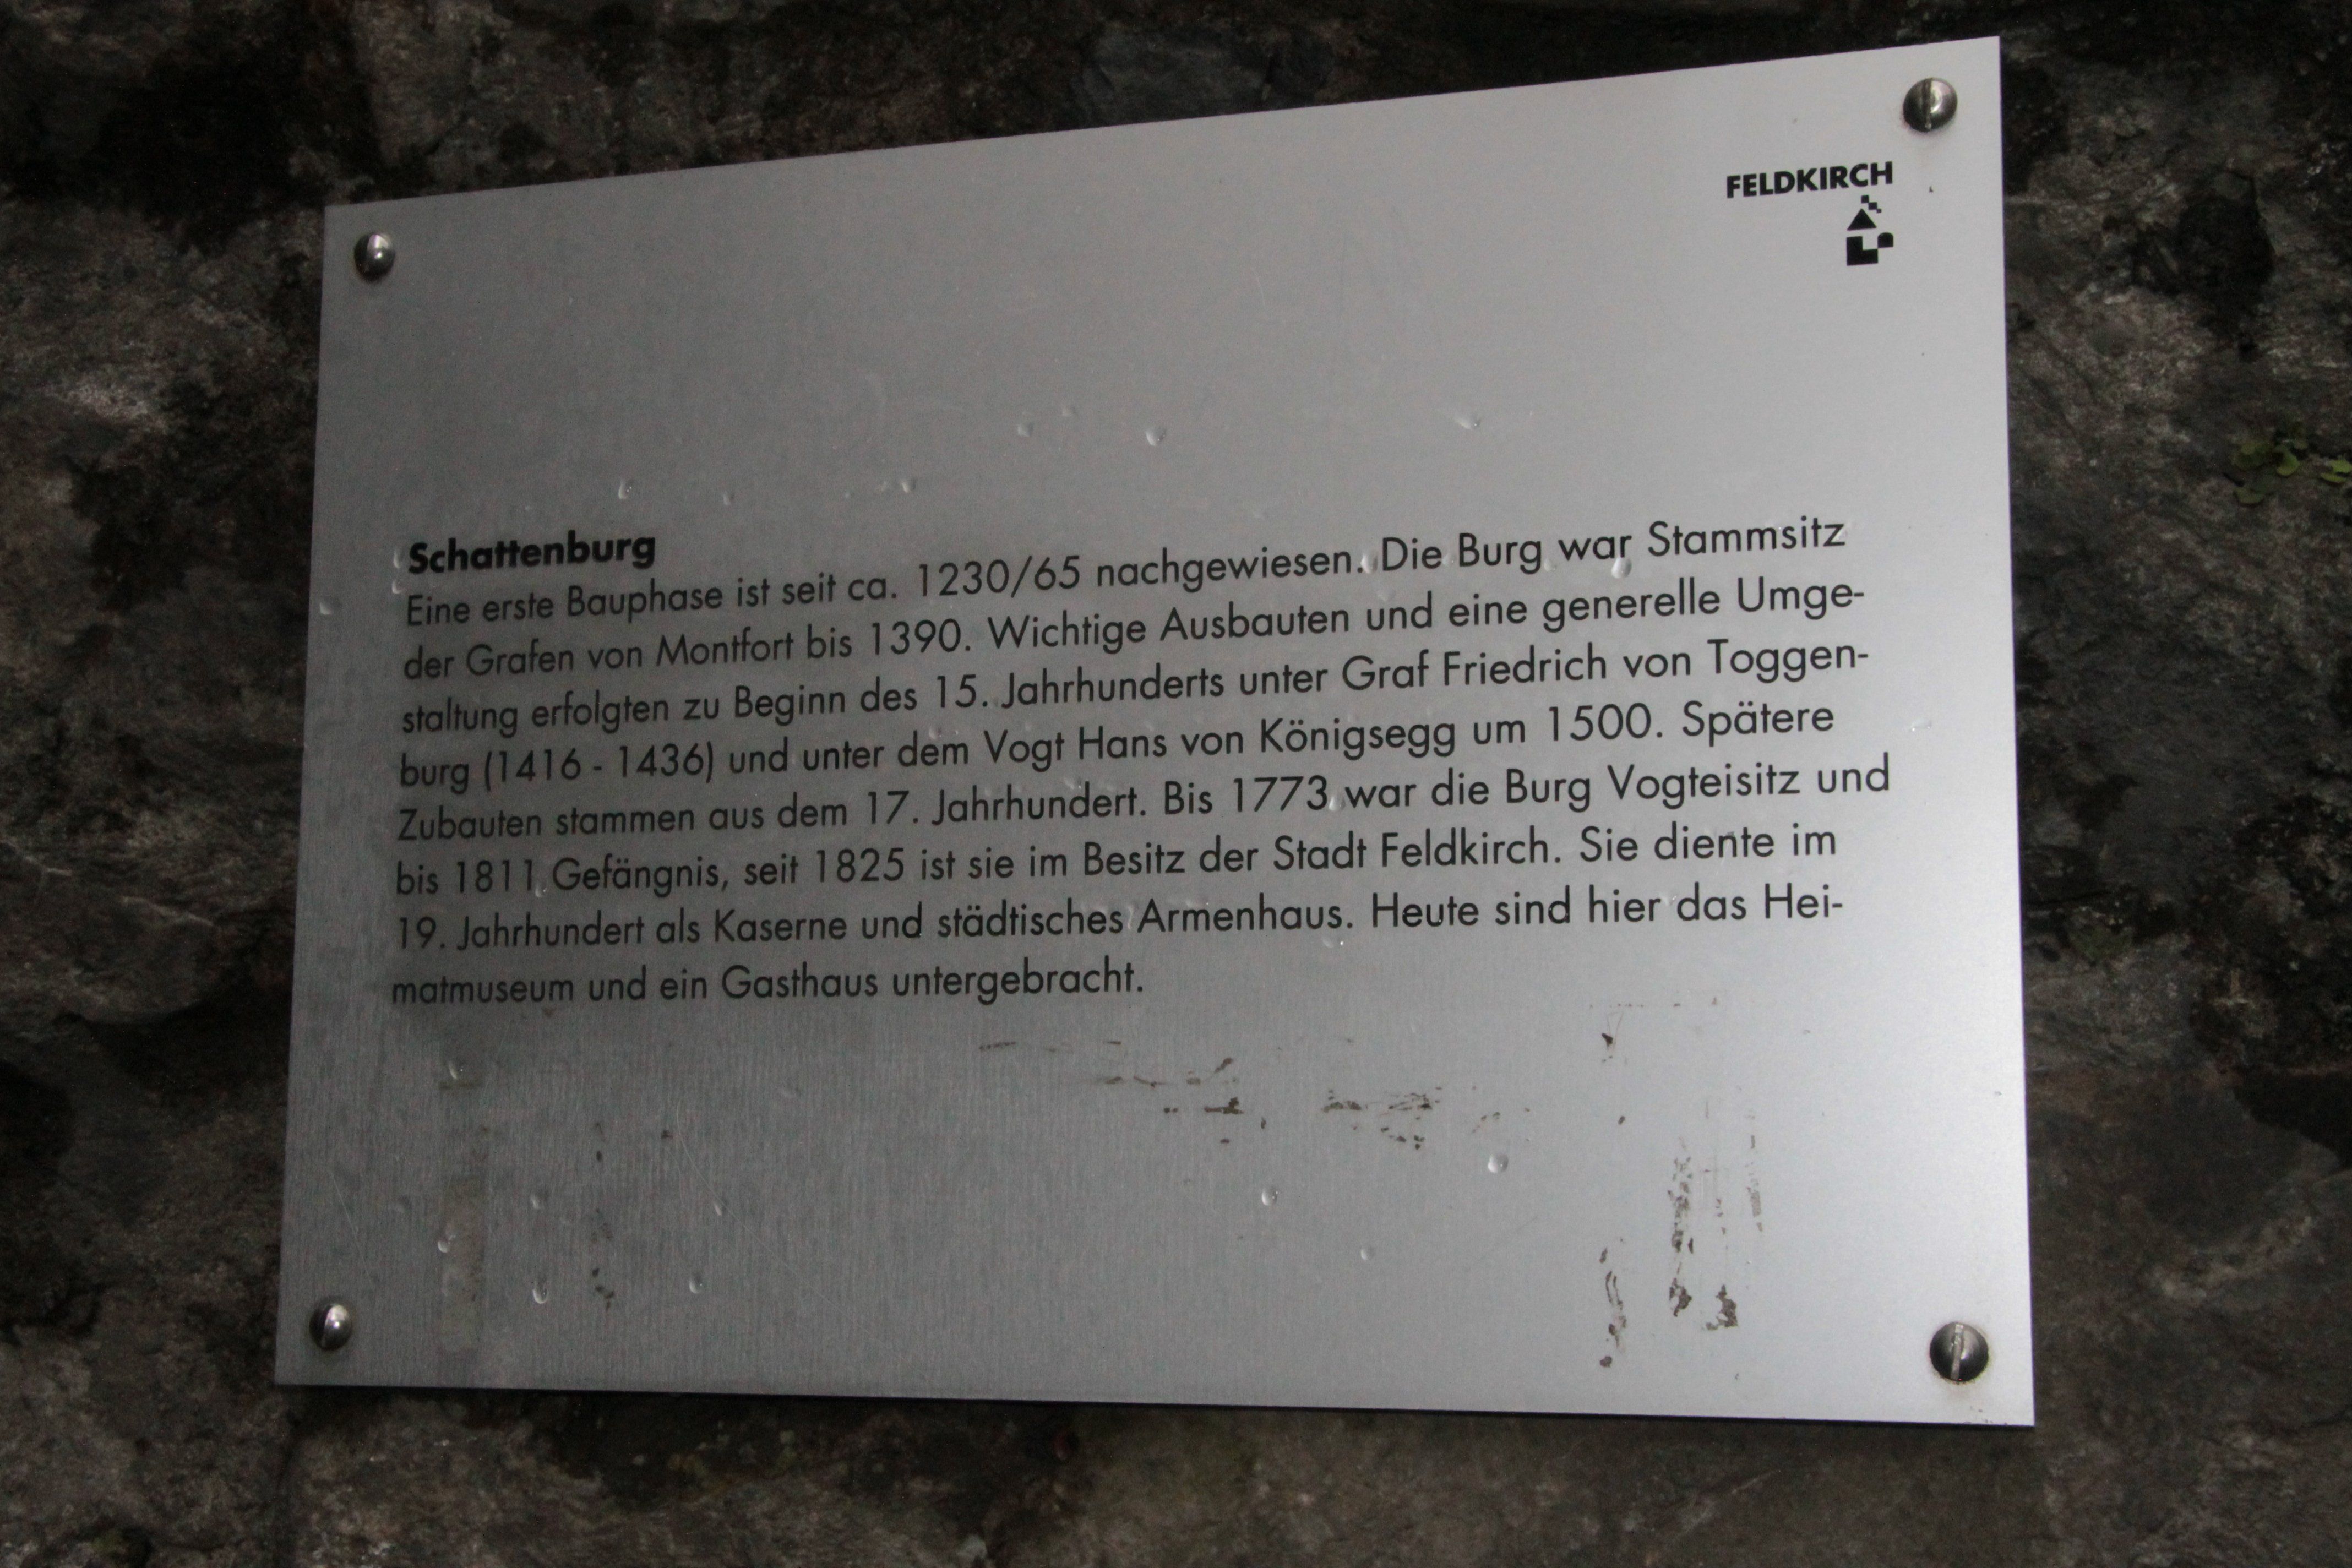 FELDKIRCH
Schattenburg
Eine erste Bauphase ist seit ca. 1230/65 nachgewiesen. Die Burg war Stammsitz
der Grafen von Montfort bis 1390. Wichtige Ausbauten und eine generelle Umge-
staltung erfolgten zu Beginn des 15. Jahrhunderts unter Graf Friedrich von Toggen-
burg (1416 - 1436) und unter dem Vogt Hans von Königsegg um 1500. Spätere
Zubauten stammen aus dem 17. Jahrhundert. Bis 1773 war die Burg Vogteisitz und
bis 1811 Gefängnis, seit 1825 ist sie im Besitz der Stadt Feldkirch. Sie diente im
19. Jahrhundert als Kaserne und städtisches Armenhaus. Heute sind hier das Hei-
matmuseum und ein Gasthaus untergebracht.